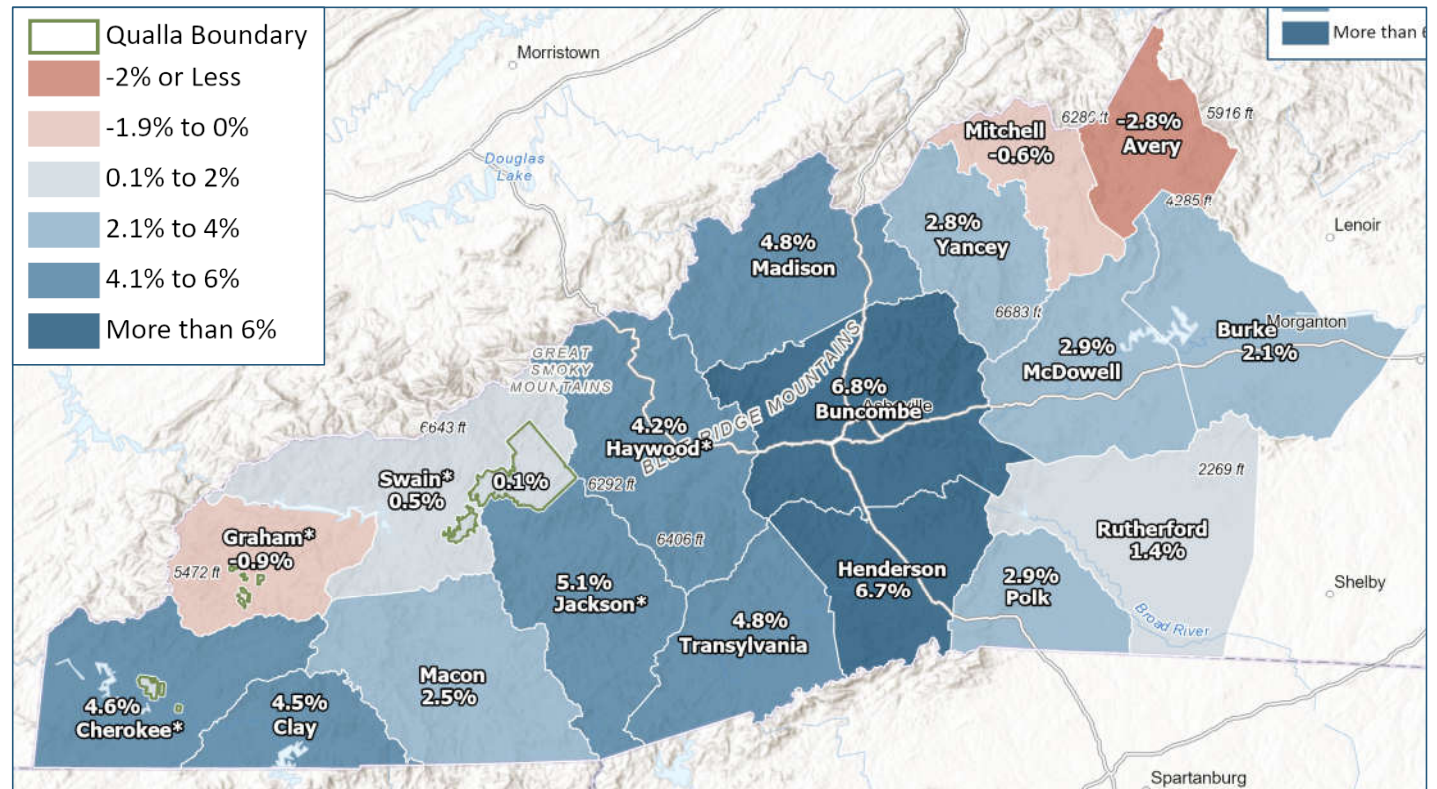 Qualla Boundary
-2% or Less
-1.9% to 0%
0.1% to 2%
2.1% to 4%
4.1% to 6%
More than 6%
More than
Morristown
Douglas
Lake
Mitchell
-0.6%
6286 ft
-2.8%
Avery
5916 ft
4285 ft
Lenoir
2.8%
Yancey
4.8%
Madison
6683 ft
Burke
Morganton
2.1%
2.9%
McDowell
GREAT
SMOKY
MOUNTAINS
BLUE RIDGE MOUNTAINS
6.8%
Buncombe
Asheville
4.2%
Haywood*
6643 ft
Swain*
0.5%
0.1%
6292 ft
2269 ft
Rutherford
1.4%
Graham*
-0.9%
5472 ft
6406 ft
Henderson
6.7%
2.9%
Polk
Shelby
Broad River
5.1%
Jackson*
4.8%
Transylvania
Macon
2.5%
4.6%
Cherokee*
4.5%
Clay
Spartanburg